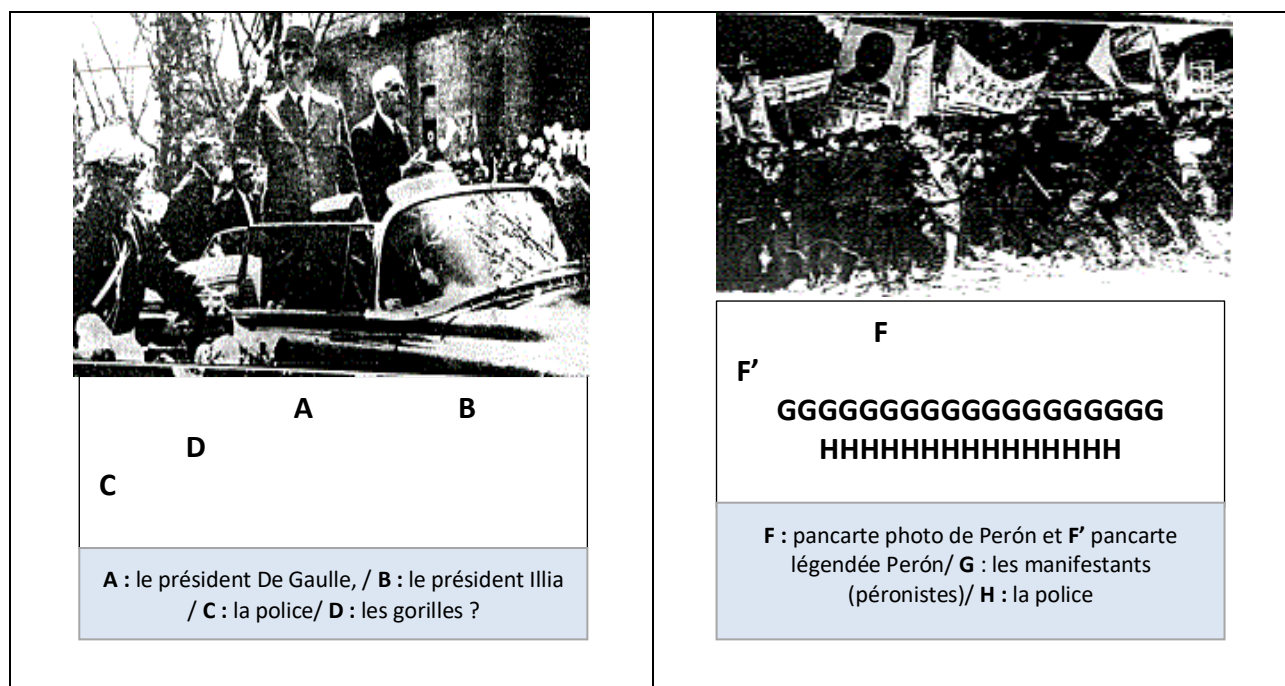 A B
D
C
A : le président De Gaulle, / B : le président Illia
/ C : la police/ D : les gorilles ?
F
F’
GGGGGGGGGGGGGGGGGGG
HHHHHHHHHHHHHHH
F : pancarte photo de Perón et F’ pancarte
légendée Perón/ G : les manifestants
(péronistes)/ H : la police